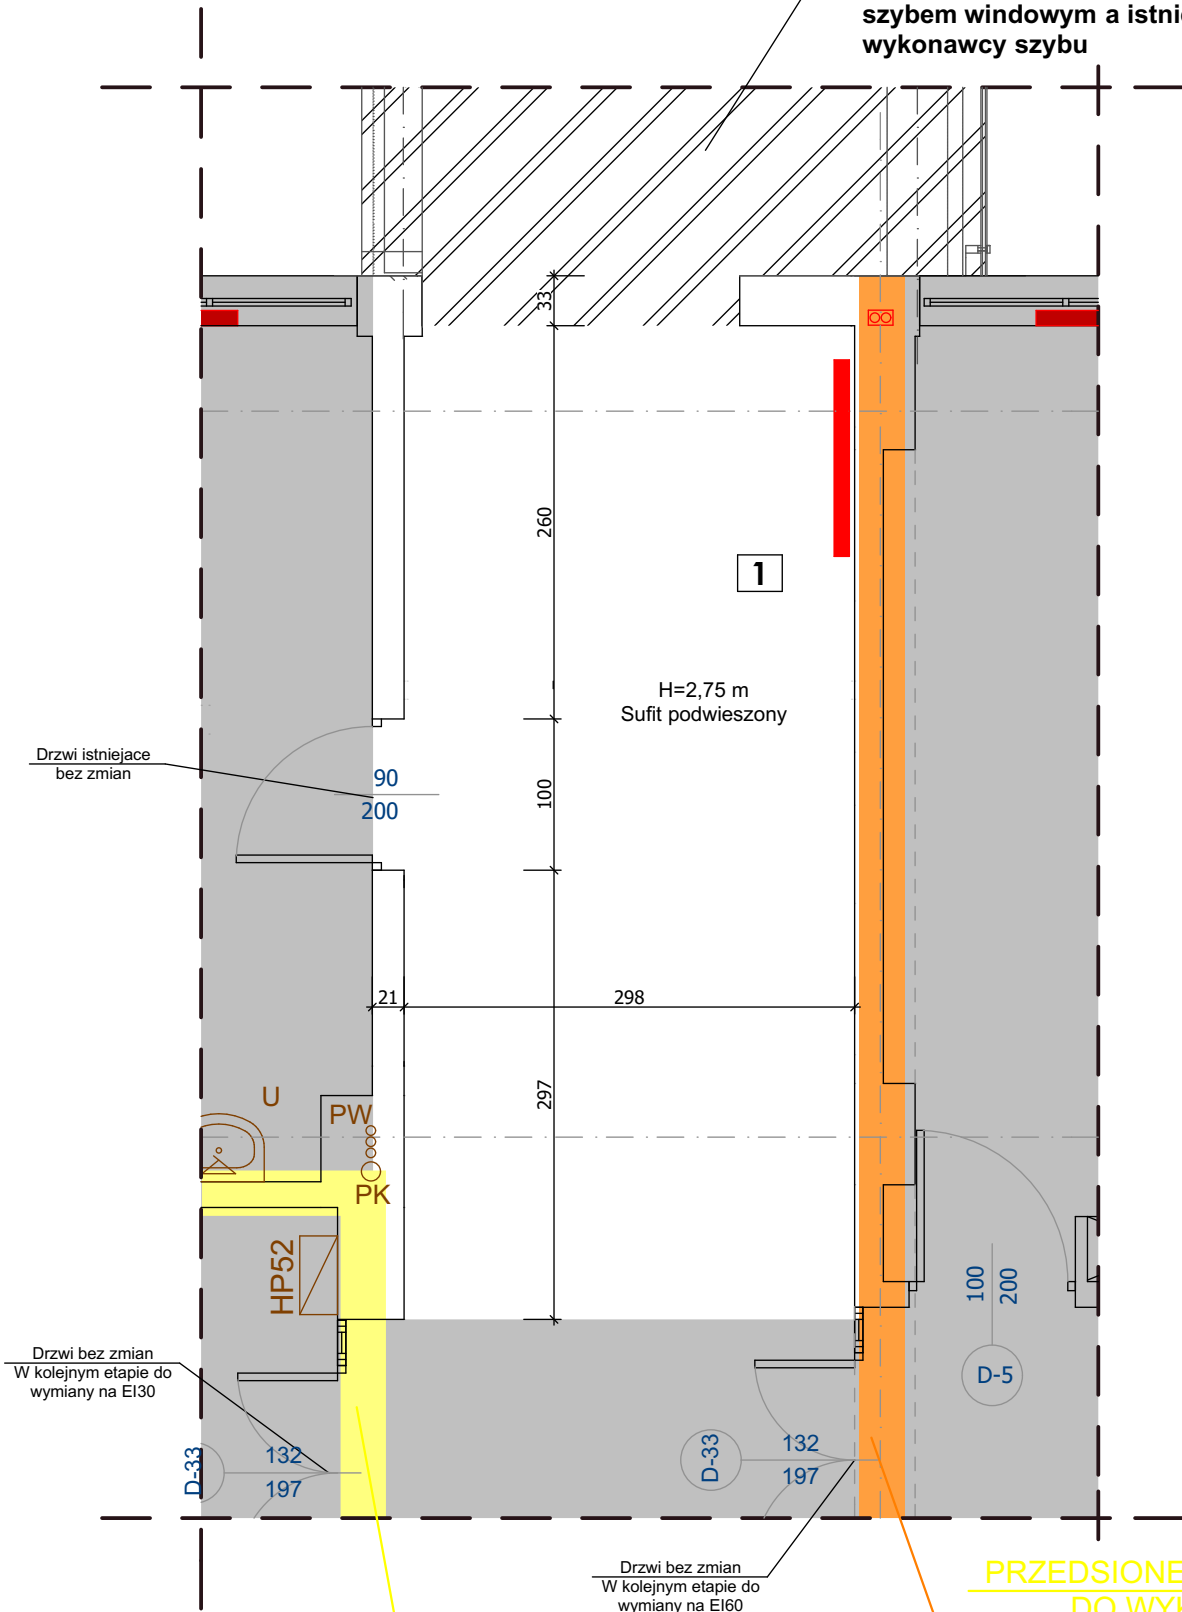 szybem windowym a
wykonawcy szybu
33
260
1
H=2,75 m
Sufit podwieszony
Drzwi istniejace
bez zmian
90
200
100
21
298
297
U
PW
PK
HP52
100
200
D-5
Drzwi bez zmian
W kolejnym etapie do
wymiany na EI30
D-33
132
197
D-33
132
197
Drzwi bez zmian
W kolejnym etapie do
wymiany na EI60
DO